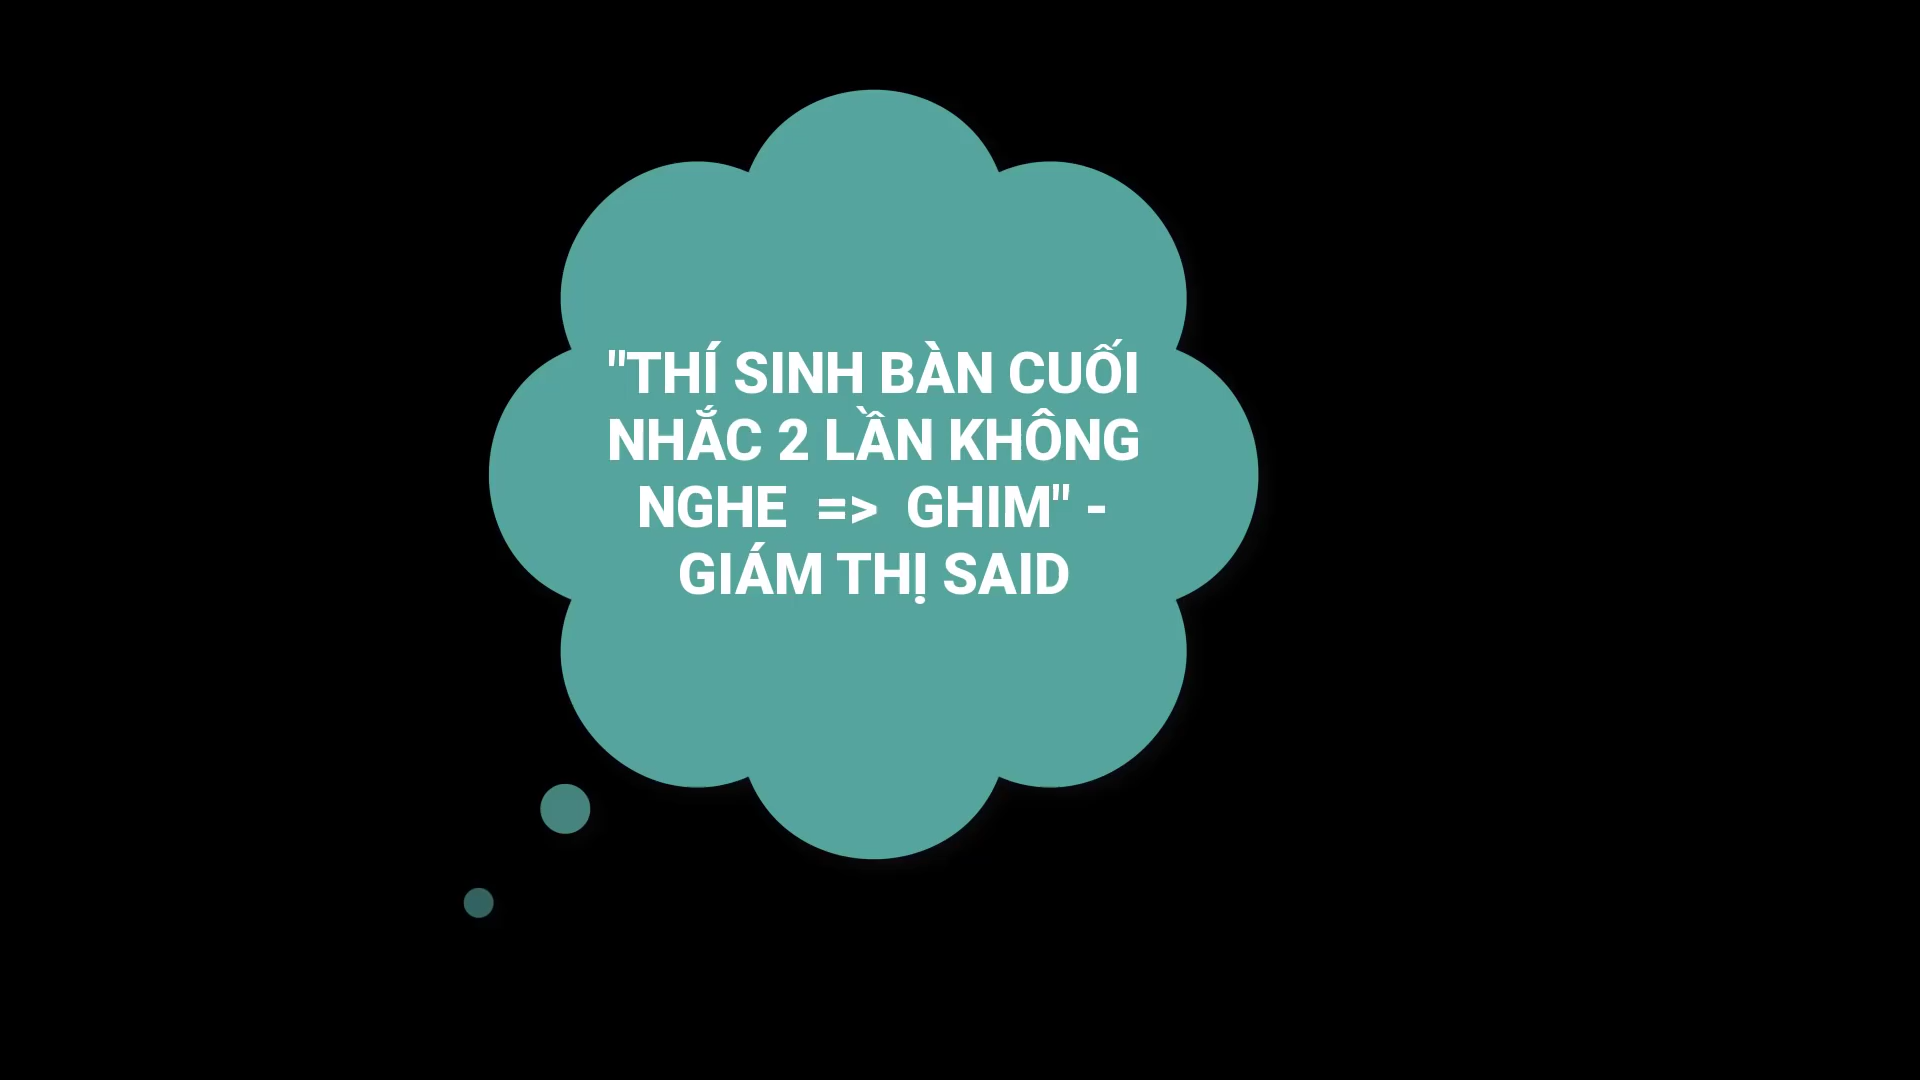 "THÍ SINH BÀN CUỐI
NHẮC 2 LẦN KHÔNG
NGHE  =>  GHIM" -
GIÁM THỊ SAID